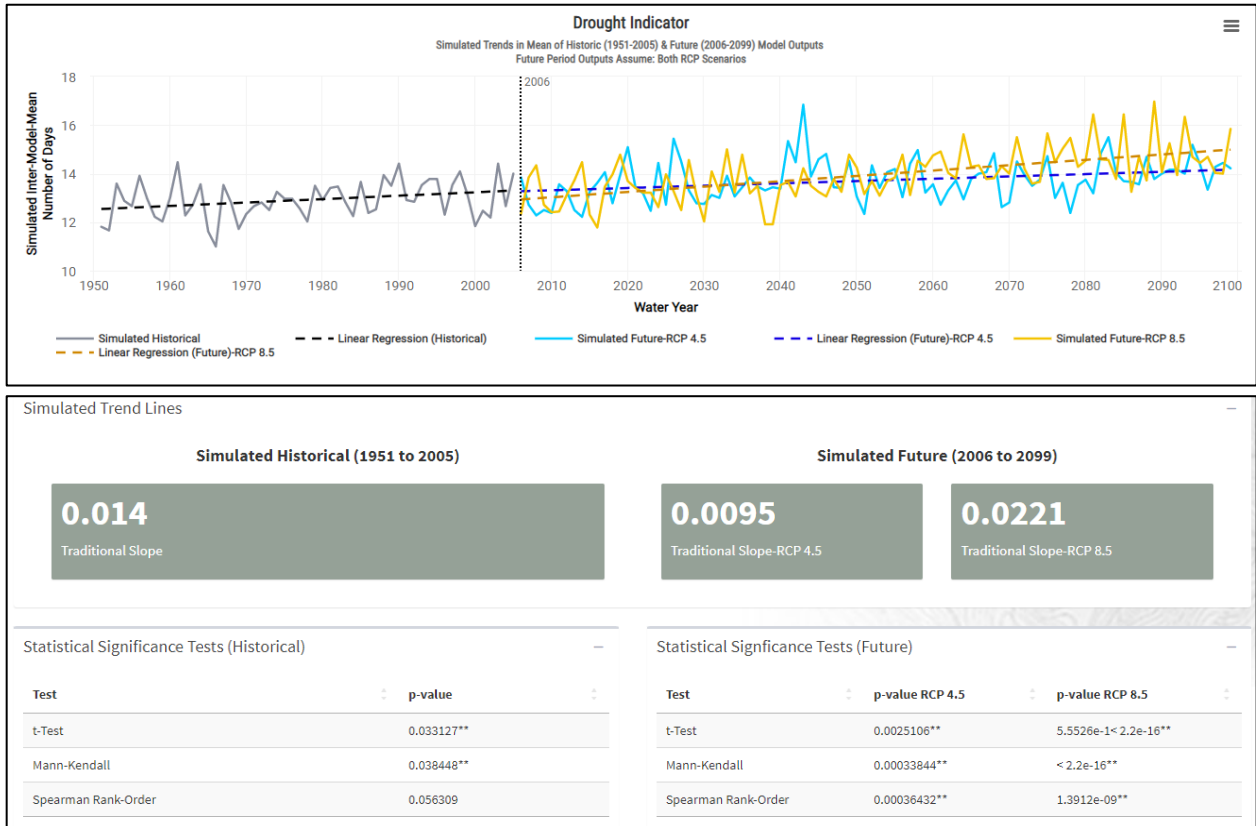 Drought Indicator
Simulated Trends in Mean of Historic (1951-2005) & Future (2006-2099) Model Outputs
Future Period Outputs Assume: Both RCP Scenarios
Simulated Inter-Model-Mean
Number of Days
18
16
14
12
10
2006
1950 1960 1970 1980 1990 2000 2010 2020 2030 2040 2050 2060 2070 2080 2090 2100
Water Year
Simulated Historical Linear Regression (Historical) Simulated Future-RCP 4.5 Linear Regression (Future)-RCP 4.5 Simulated Future-RCP 8.5
Linear Regression (Future)-RCP 8.5
Simulated Trend Lines
Simulated Historical (1951 to 2005) Simulated Future (2006 to 2099)
0.014 0.0095 0.0221
Traditional Slope Traditional Slope-RCP 4.5 Traditional Slope-RCP 8.5
Statistical Significance Tests (Historical) Statistical Signficance Tests (Future)
Test p-value Test p-value RCP 4.5 p-value RCP 8.5
t-Test 0.033127** t-Test 0.0025106** 5.5526e-1< 2.2e-16**
Mann-Kendall 0.038448** Mann-Kendall 0.00033844** < 2.2e-16**
Spearman Rank-Order 0.056309 Spearman Rank-Order 0.00036432** 1.3912e-09**